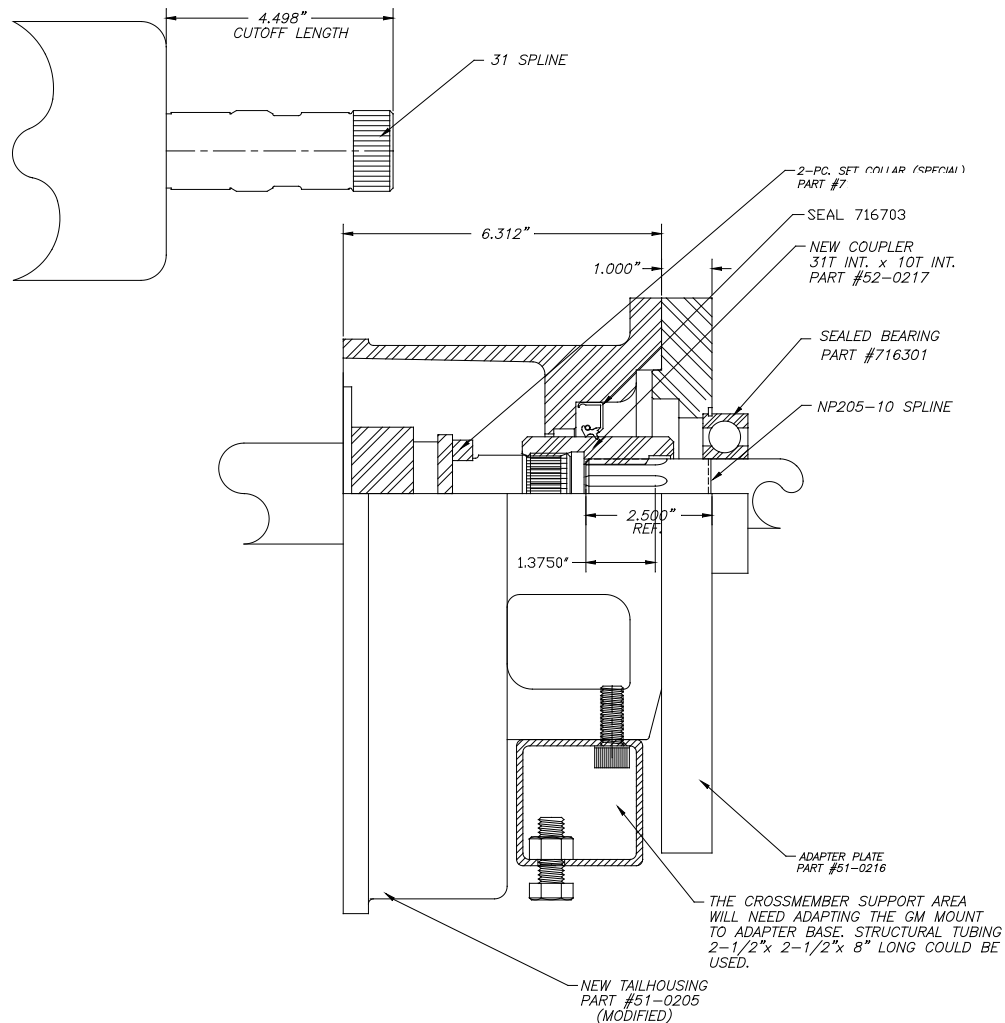 4.498"
CUTOFF LENGTH
31 SPLINE
2-PC. SET COLLAR (SPECIAL)
PART #7
SEAL 716703
6.312"
NEW COUPLER
31T INT. x 10T INT.
PART #52-0217
1.000"
SEALED BEARING
PART #716301
NP205-10 SPLINE
2.500"
REF.
1.3750"
ADAPTER PLATE
PART #51-0216
THE CROSSMEMBER SUPPORT AREA
WILL NEED ADAPTING THE GM MOUNT
TO ADAPTER BASE. STRUCTURAL TUBING
2-1/2"x 2-1/2"x 8" LONG COULD BE
USED.
NEW TAILHOUSING
PART #51-0205
(MODIFIED)